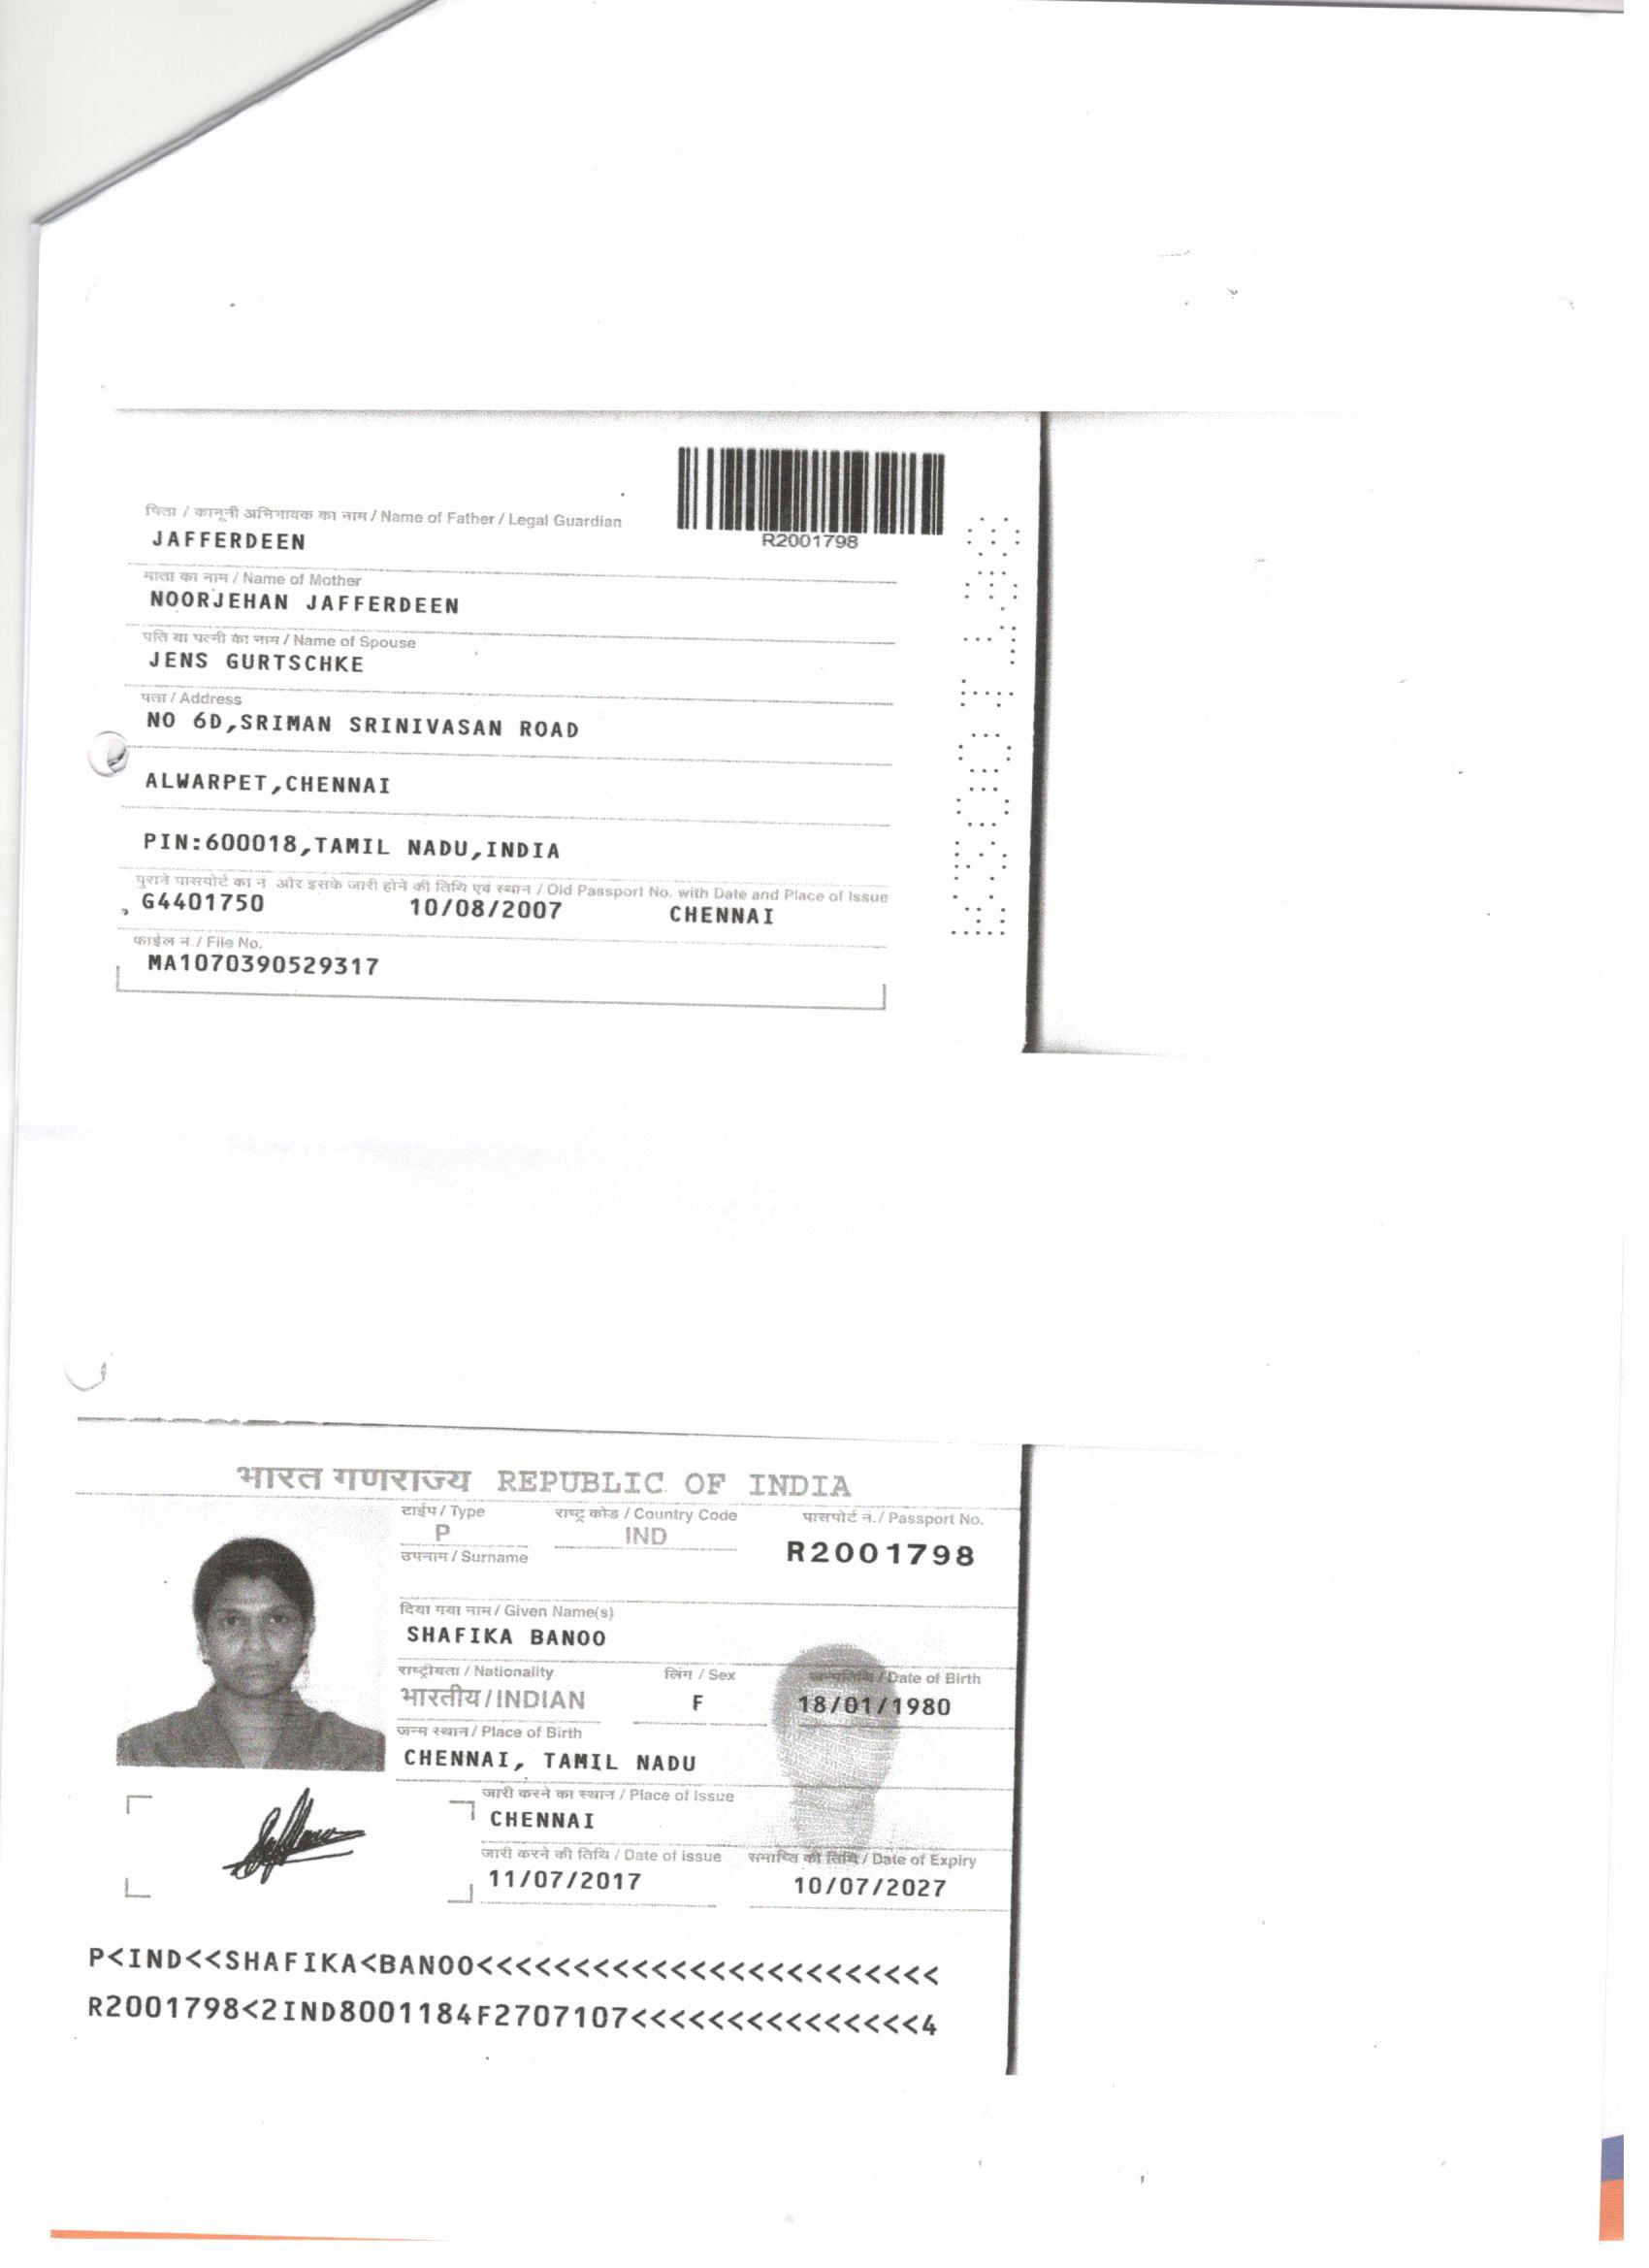 R2001798
पिता / कानूनी अभिभावक का नाम / Name of Father / Legal Guardian
JAFFERDEEN
माता का नाम / Name of Mother
NOORJEHAN JAFFERDEEN
पति या पत्नी का नाम / Name of Spouse
JENS GURTSCHKE
पता / Address
NO 6D,SRIMAN SRINIVASAN ROAD
ALWARPET,CHENNAI
PIN:600018,TAMIL NADU,INDIA
पुराने पासपोर्ट का नं और इसके जारी होने की तिथि एवं स्थान / Old Passport No. with Date and Place of Issue
G4401750 10/08/2007 CHENNAI
फाईल नं./ File No.
MA1070390529317
भारत गणराज्य REPUBLIC OF INDIA
टाईप / Type राष्ट्र कोड / Country Code पासपोर्ट नं./ Passport No.
P IND R2001798
उपनाम / Surname
दिया गया नाम / Given Name(s)
SHAFIKA BANOO
राष्ट्रीयता / Nationality लिंग / Sex जन्मतिथि / Date of Birth
भारतीय/INDIAN F 18/01/1980
जन्म स्थान / Place of Birth
CHENNAI, TAMIL NADU
जारी करने का स्थान / Place of Issue
CHENNAI
जारी करने की तिथि / Date of issue समाप्ति की तिथि / Date of Expiry
11/07/2017 10/07/2027
P<IND<<SHAFIKA<BANOO<<<<<<<<<<<<<<<<<<<<<<<<
R2001798<2IND8001184F2707107<<<<<<<<<<<<<<<4